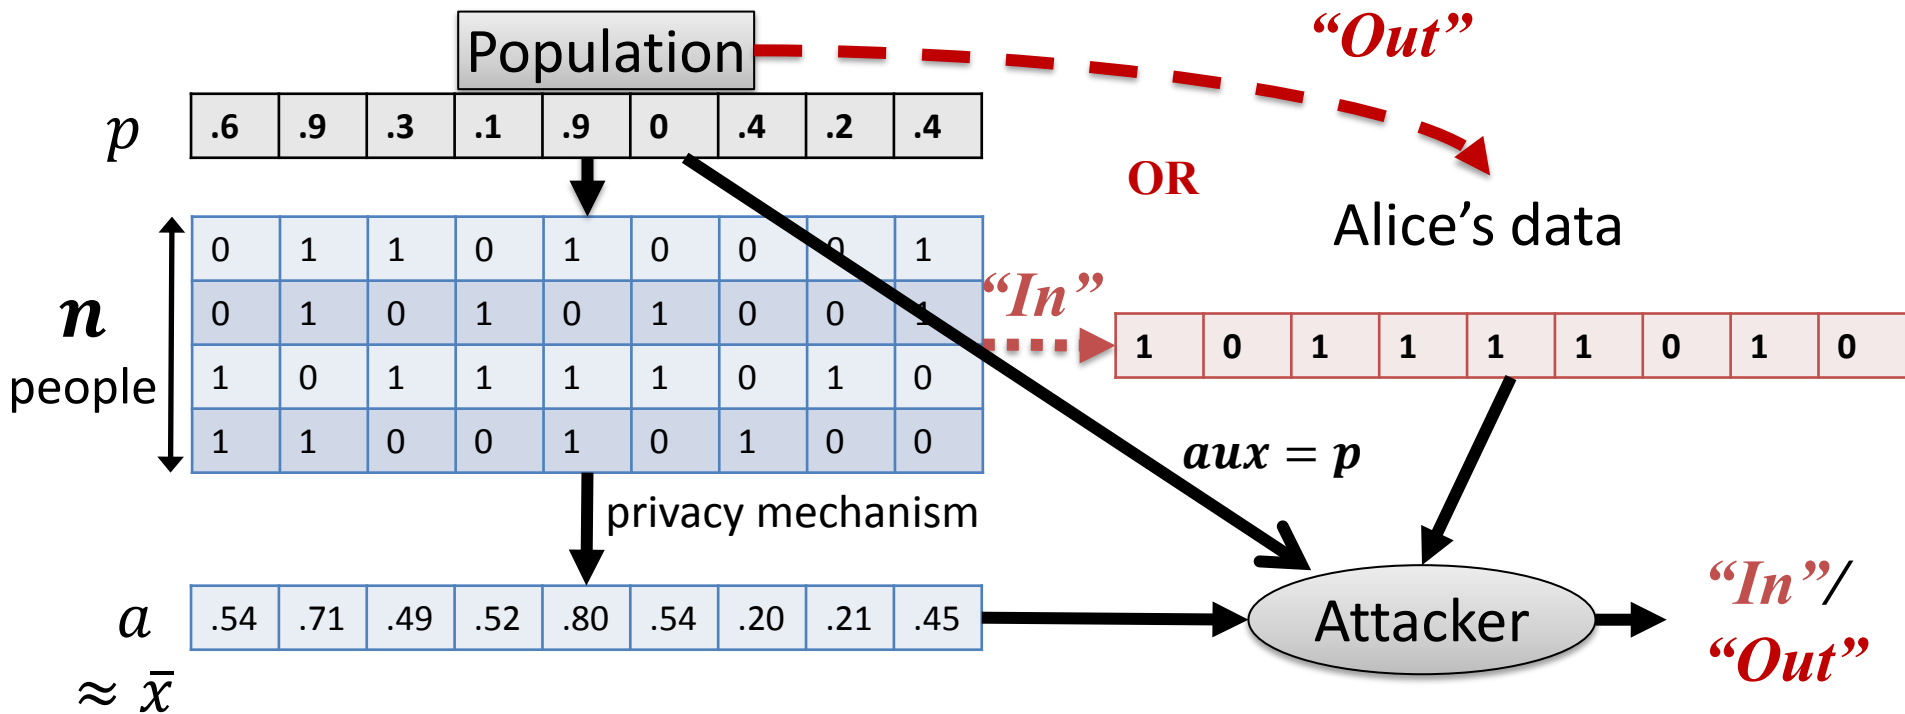 “Out”
Population
p .6 .9 .3 .1 .9 0 .4 .2 .4
OR
Alice’s data
0 1 1 0 1 0 0 0 1
“In”
n
people
0 1 0 1 0 1 0 0 1
1 0 1 1 1 1 0 1 0
1 0 1 1 1 1 0 1 0
1 1 0 0 1 0 1 0 0
aux = p
privacy mechanism
a .54 .71 .49 .52 .80 .54 .20 .21 .45
≈ x̄
Attacker
“In”/
“Out”